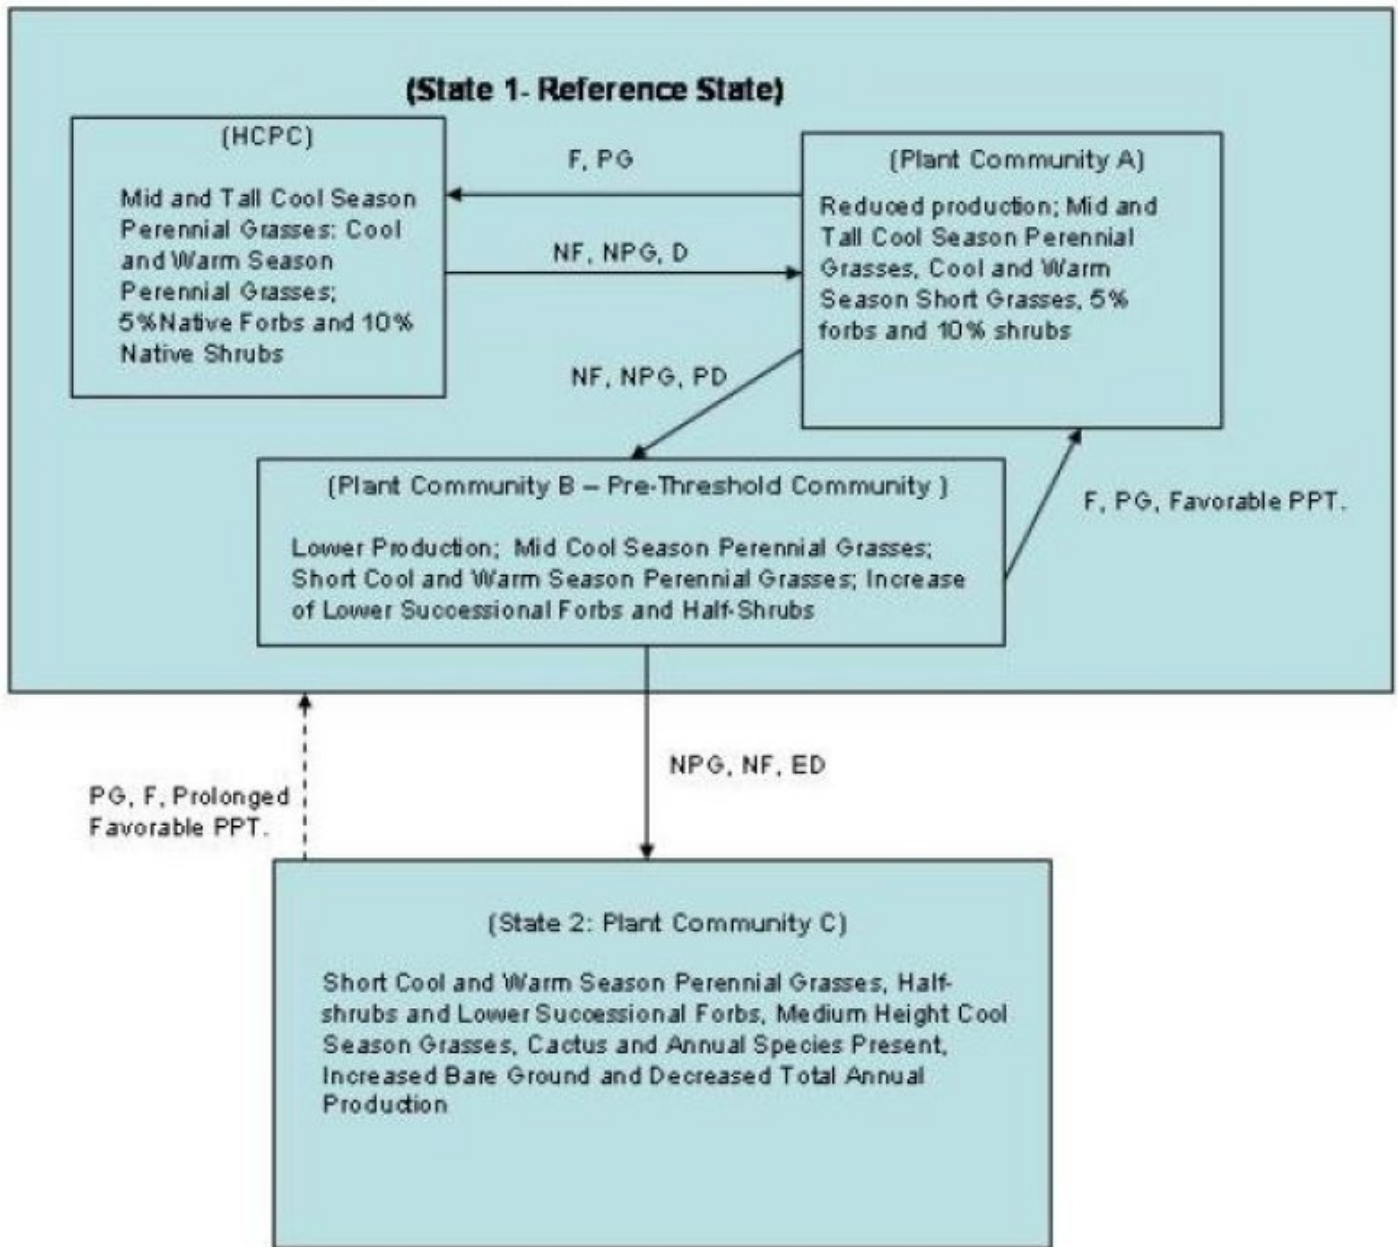 (State 1- Reference State)
(HCPC)
Mid and Tall Cool Season
Perennial Grasses: Cool
and Warm Season
Perennial Grasses;
5%Native Forbs and 10%
Native Shrubs
F, PG
NF, NPG, D
(Plant Community A)
Reduced production; Mid and
Tall Cool Season Perennial
Grasses, Cool and Warm
Season Short Grasses, 5%
forbs and 10% shrubs
NF, NPG, PD
(Plant Community B – Pre-Threshold Community )
Lower Production; Mid Cool Season Perennial Grasses;
Short Cool and Warm Season Perennial Grasses; Increase
of Lower Successional Forbs and Half-Shrubs
F, PG, Favorable PPT.
NPG, NF, ED
PG, F, Prolonged
Favorable PPT.
(State 2: Plant Community C)
Short Cool and Warm Season Perennial Grasses, Half-
shrubs and Lower Successional Forbs, Medium Height Cool
Season Grasses, Cactus and Annual Species Present,
Increased Bare Ground and Decreased Total Annual
Production